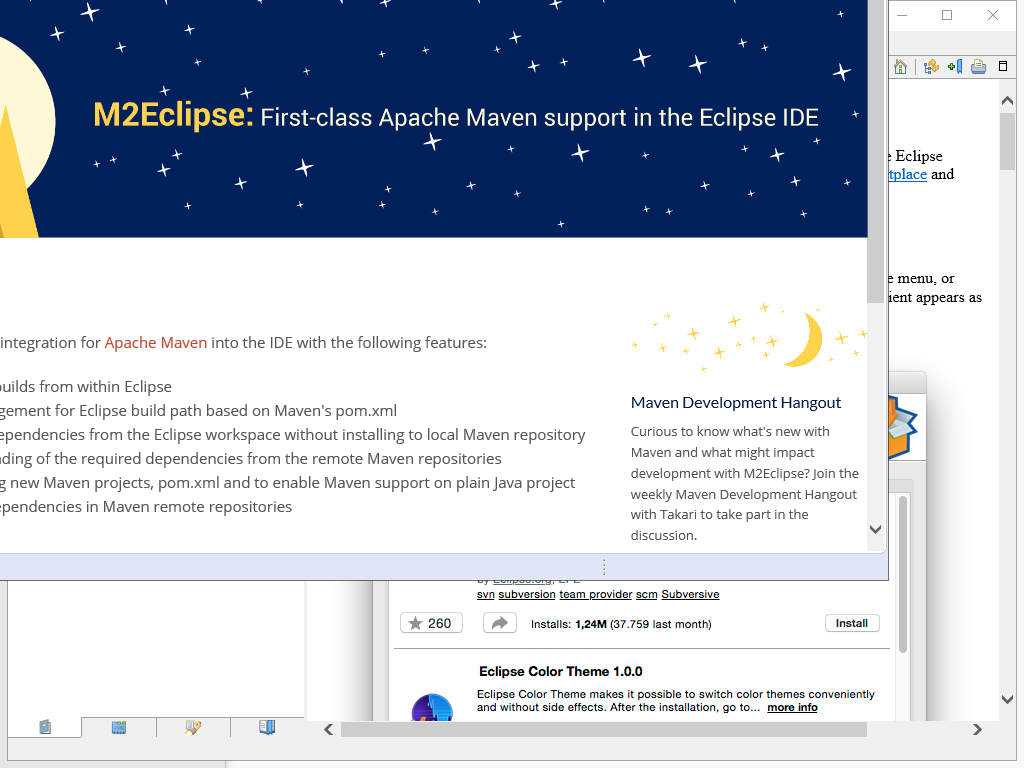 M2Eclipse: First-class Apache Maven support in the Eclipse IDE
e Eclipse
tplace and
e menu, or
ient appears as
integration for Apache Maven into the IDE with the following features:
uilds from within Eclipse
gement for Eclipse build path based on Maven's pom.xml
ependencies from the Eclipse workspace without installing to local Maven repository
ding of the required dependencies from the remote Maven repositories
g new Maven projects, pom.xml and to enable Maven support on plain Java project
ependencies in Maven remote repositories
Maven Development Hangout
Curious to know what's new with
Maven and what might impact
development with M2Eclipse? Join the
weekly Maven Development Hangout
with Takari to take part in the
discussion.
by Eclipse.org, EPL
svn subversion team provider scm Subversive
260
Installs: 1,24M (37.759 last month)
Install
Eclipse Color Theme 1.0.0
Eclipse Color Theme makes it possible to switch color themes conveniently
and without side effects. After the installation, go to... more info